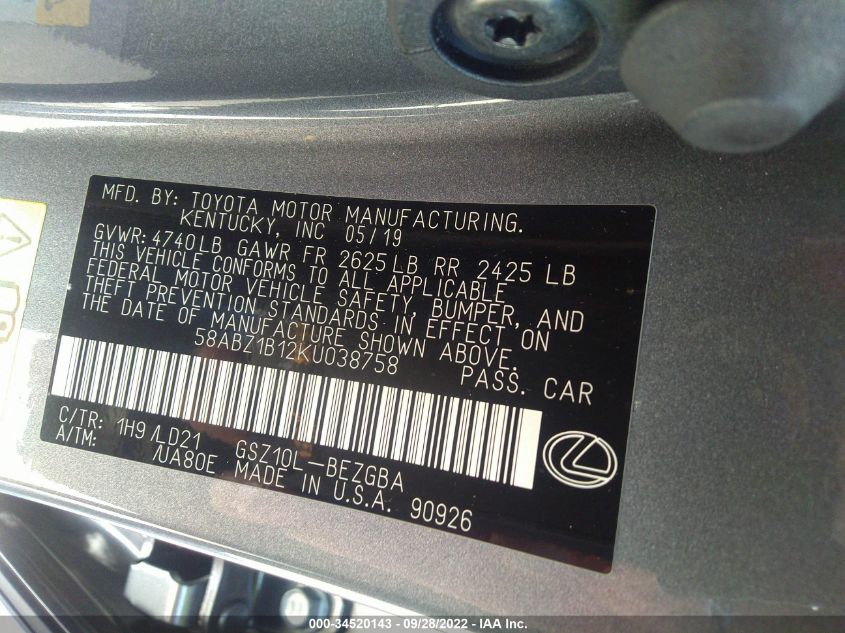 MFD. BY: TOYOTA MOTOR MANUFACTURING.
KENTUCKY, INC 05/19
GVWR: 4740LB GAWR FR 2625LB RR 2425 LB
THIS VEHICLE CONFORMS TO ALL APPLICABLE
FEDERAL MOTOR VEHICLE SAFETY, BUMPER, AND
THEFT PREVENTION STANDARDS IN EFFECT ON
THE DATE OF MANUFACTURE SHOWN ABOVE.
58ABZ1B12KU038758
PASS. CAR
C/TR: 1H9/LD21 GSZ10L-BEZGBA
A/TM: /UA80E MADE IN U.S.A. 90926
000-34520143 - 09/28/2022 - IAA Inc.